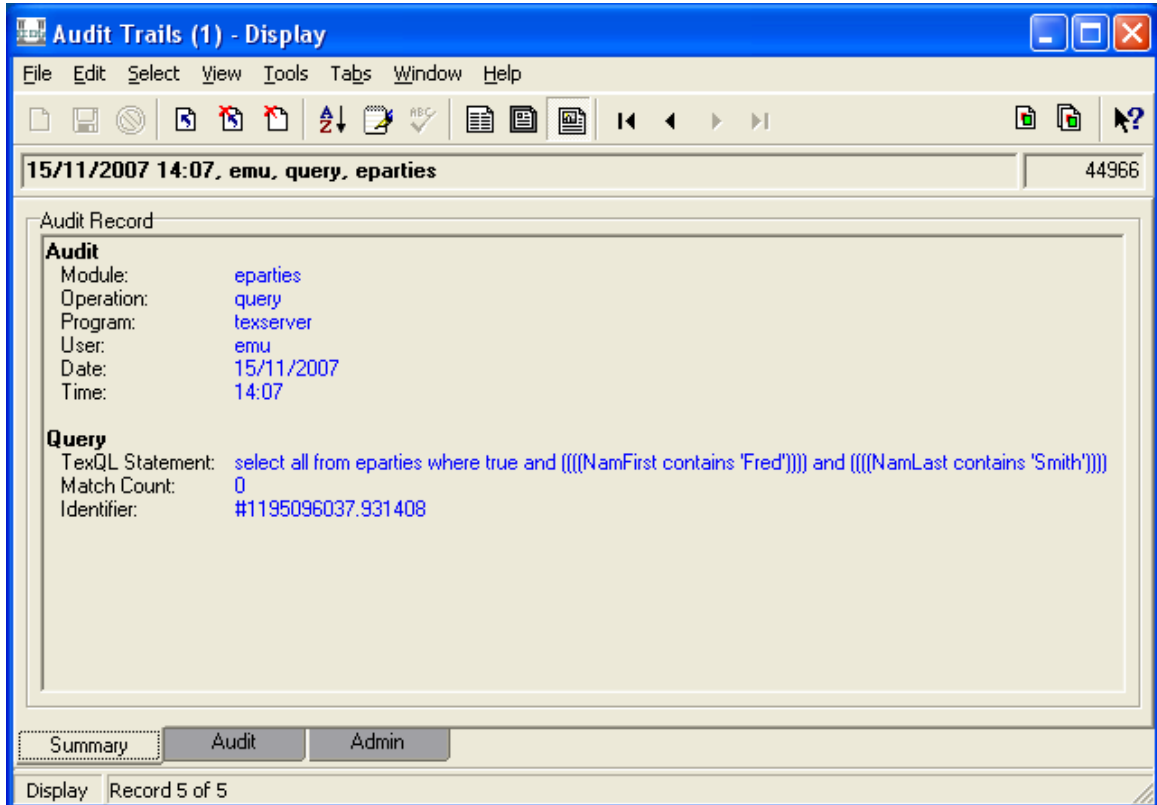 Audit Trails (1) - Display
File Edit Select View Tools Tabs Window Help
15/11/2007 14:07, emu, query, eparties 44966
Audit Record
Audit
Module: eparties
Operation: query
Program: texserver
User: emu
Date: 15/11/2007
Time: 14:07
Query
TexQL Statement: select all from eparties where true and ((((NamFirst contains 'Fred')))) and ((((NamLast contains 'Smith'))))
Match Count: 0
Identifier: #1195096037.931408
Summary Audit Admin
Display Record 5 of 5